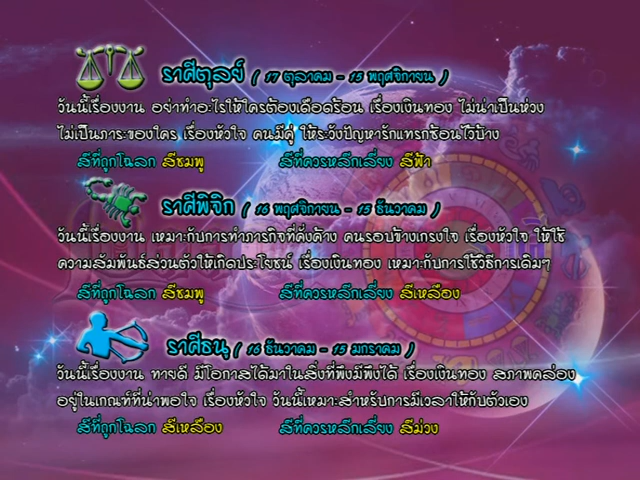 ราศีตุลย์ ( 17 ตุลาคม - 15 พฤศจิกายน )
วันนี้เรื่องงาน อย่าทำอะไรให้ใครต้องเดือดร้อน เรื่องเงินทอง ไม่น่าเป็นห่วง
ไม่เป็นภาระของใคร เรื่องหัวใจ คนมีคู่ ให้ระวังปัญหารักแทรกซ้อนไว้บ้าง
สีที่ถูกโฉลก สีชมพู สีที่ควรหลีกเลี่ยง สีฟ้า
ราศีพิจิก ( 16 พฤศจิกายน - 15 ธันวาคม )
วันนี้เรื่องงาน เหมาะกับการทำภารกิจที่คั่งค้าง คนรอบข้างเกรงใจ เรื่องหัวใจ ให้ใช้
ความสัมพันธ์ส่วนตัวให้เกิดประโยชน์ เรื่องเงินทอง เหมาะกับการใช้วิธีการเดิมๆ
สีที่ถูกโฉลก สีชมพู สีที่ควรหลีกเลี่ยง สีเหลือง
ราศีธนู ( 16 ธันวาคม - 15 มกราคม )
วันนี้เรื่องงาน ทายดี มีโอกาสได้มาในสิ่งที่พึงมีพึงได้ เรื่องเงินทอง สภาพคล่อง
อยู่ในเกณฑ์ที่น่าพอใจ เรื่องหัวใจ วันนี้เหมาะสำหรับการมีเวลาให้กับตัวเอง
สีที่ถูกโฉลก สีเหลือง สีที่ควรหลีกเลี่ยง สีม่วง